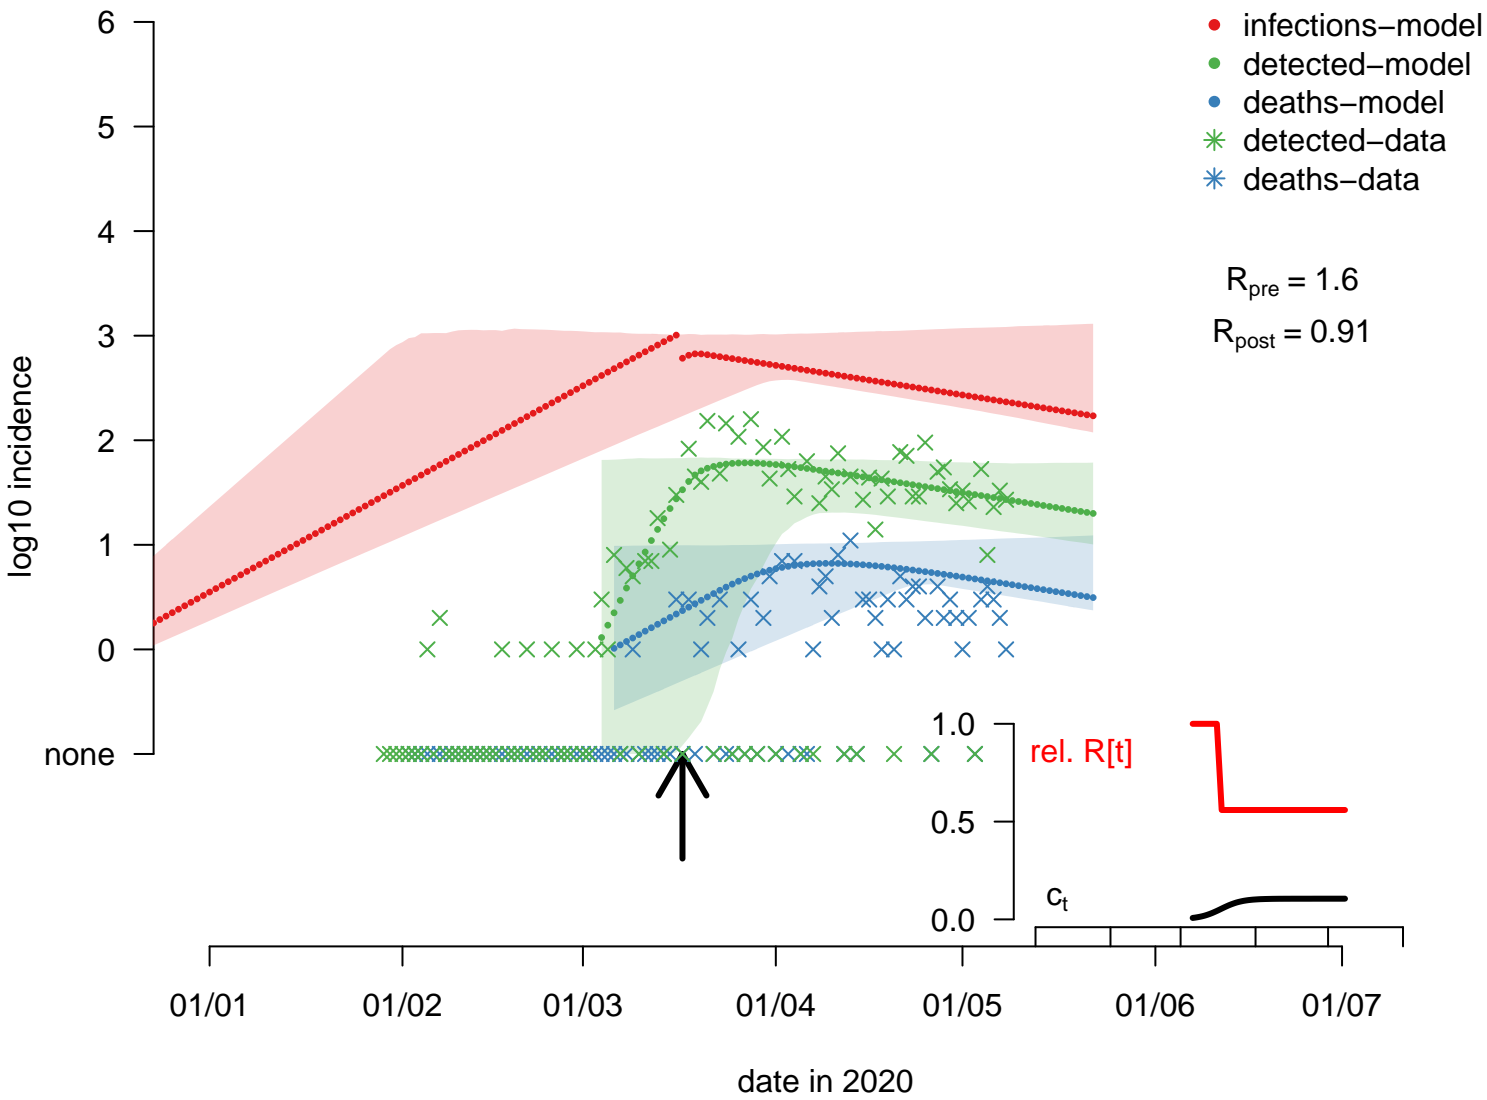 infections−model
detected−model
deaths−model
detected−data
deaths−data
Rpre = 1.6
Rpost = 0.91
log10 incidence
6
5
4
3
2
1
0
none
1.0
0.5
0.0
rel. R[t]
ct
01/01 01/02 01/03 01/04 01/05 01/06 01/07
date in 2020